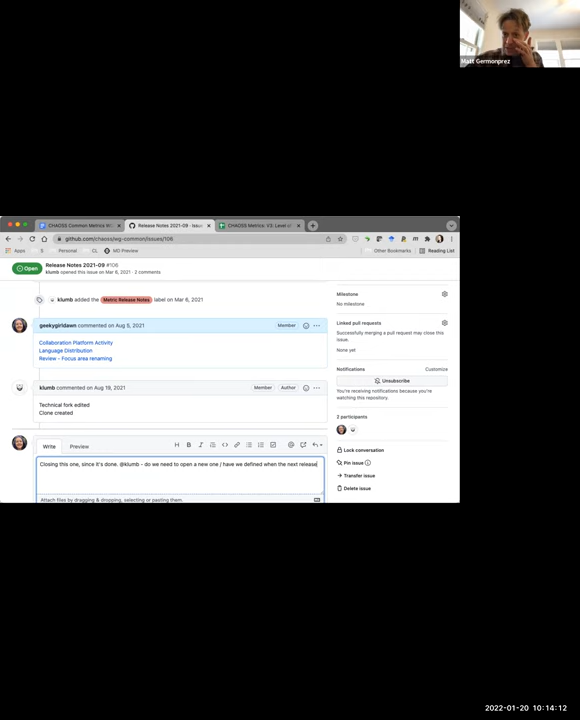 Matt Germonprez
CHAOSS Common Metrics W
Release Notes 2021-09 · Issu
CHAOSS Metrics: V3: Level of
github.com/chaoss/wg-common/issues/106
Apps S Personal CL MD Preview Other Bookmarks Reading List
Open
Release Notes 2021-09 #106
klumb opened this issue on Mar 6, 2021 · 2 comments
klumb added the Metric Release Notes label on Mar 6, 2021
geekygirldawn commented on Aug 5, 2021 Member
Collaboration Platform Activity
Language Distribution
Review - Focus area renaming
klumb commented on Aug 19, 2021 Member Author
Technical fork edited
Clone created
Write Preview
Closing this one, since it's done. @klumb - do we need to open a new one / have we defined when the next release
Attach files by dragging & dropping, selecting or pasting them.
Milestone
No milestone
Linked pull requests
Successfully merging a pull request may close this
issue.
None yet
Notifications Customize
Unsubscribe
You're receiving notifications because you're
watching this repository.
2 participants
Lock conversation
Pin issue
Transfer issue
Delete issue
2022-01-20 10:14:12